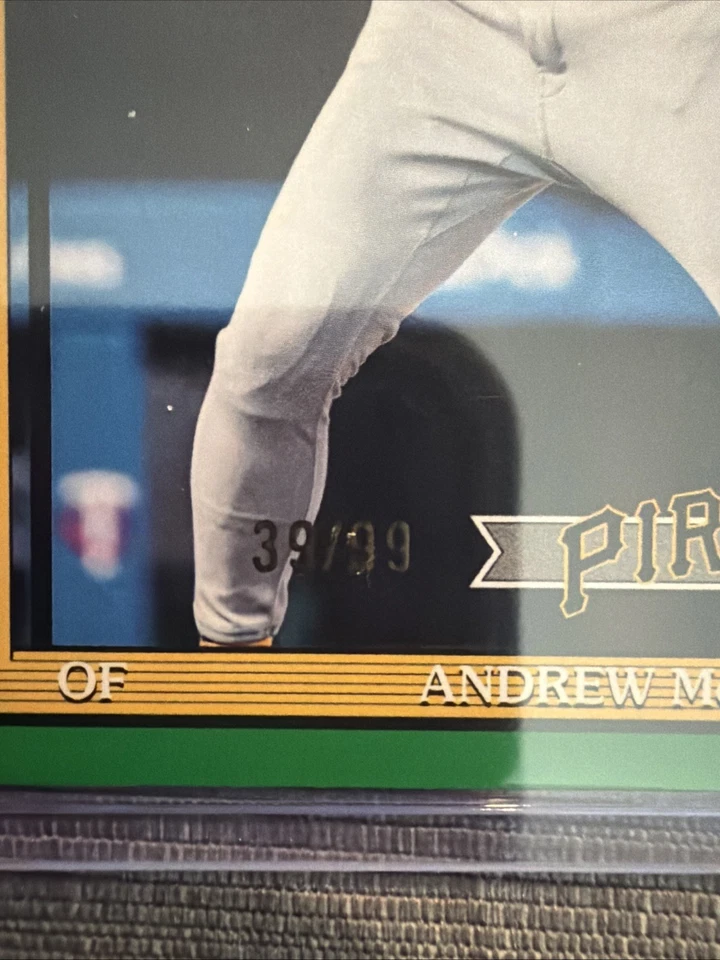 39/99
PIR
OF
ANDREW M